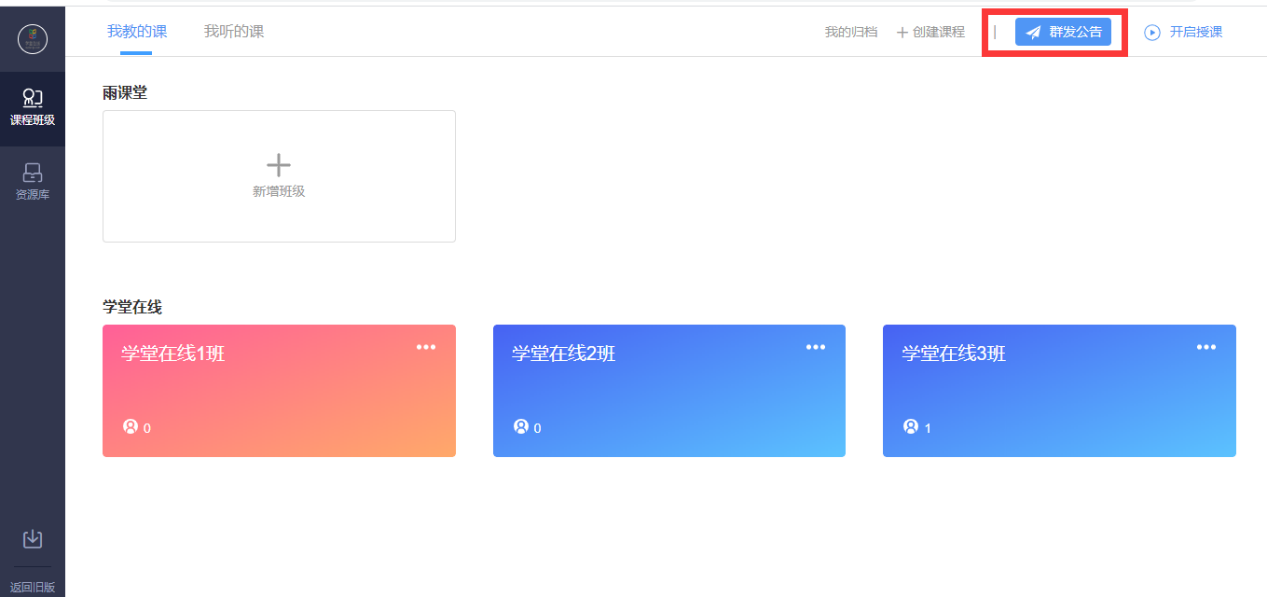 我教的课 我听的课 我的归档 创建课程 群发公告 开启授课
课程班级
资源库
雨课堂
新增班级
学堂在线
学堂在线1班 学堂在线2班 学堂在线3班
0 0 1
返回旧版